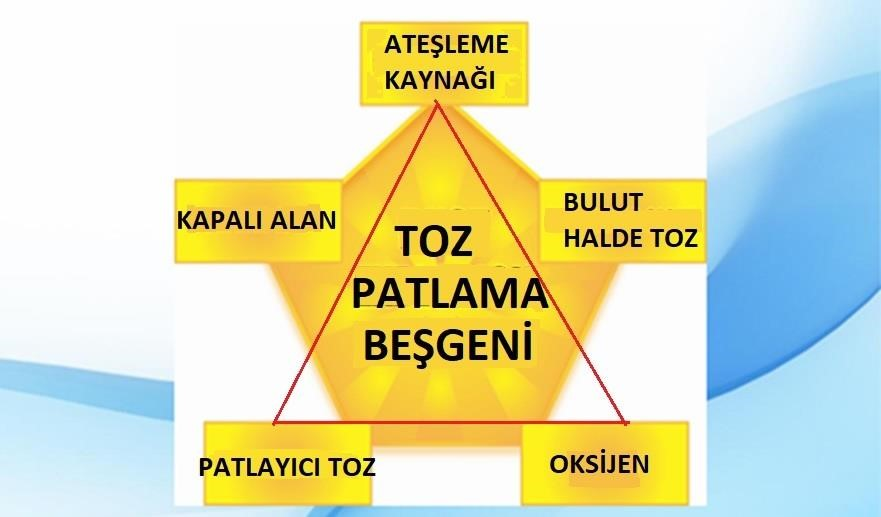 ATEŞLEME
KAYNAĞI
KAPALI ALAN
BULUT
HALDE TOZ
TOZ
PATLAMA
BEŞGENİ
PATLAYICI TOZ
OKSİJEN